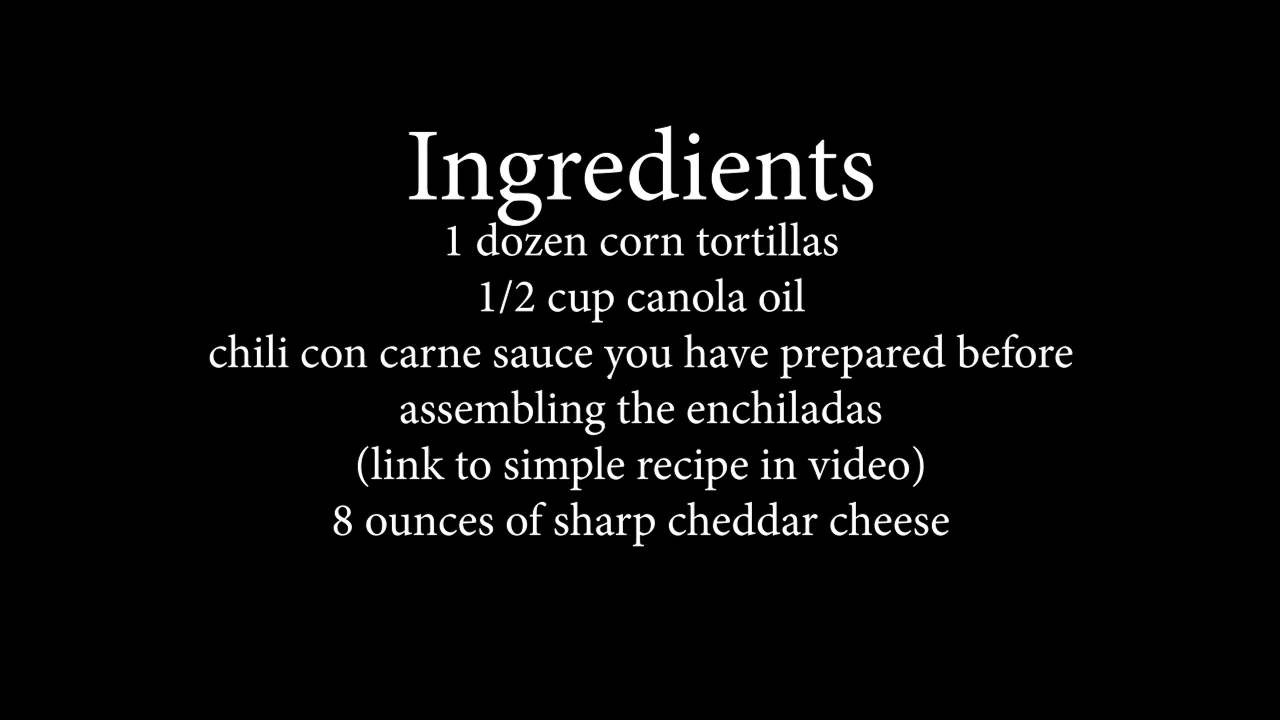 Ingredients
1 dozen corn tortillas
1/2 cup canola oil
chili con carne sauce you have prepared before
assembling the enchiladas
(link to simple recipe in video)
8 ounces of sharp cheddar cheese